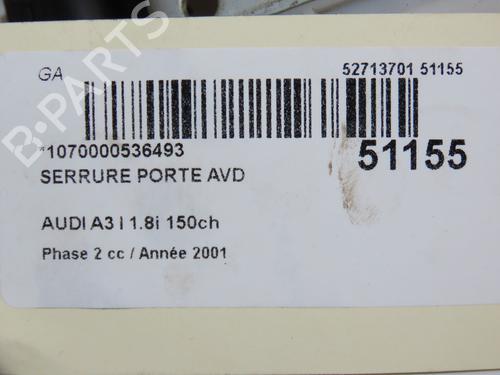 GA
52713701 51155
*1070000536493
51155
SERRURE PORTE AVD
AUDI A3 I 1.8i 150ch
Phase 2 cc / Année 2001
B-PARTS